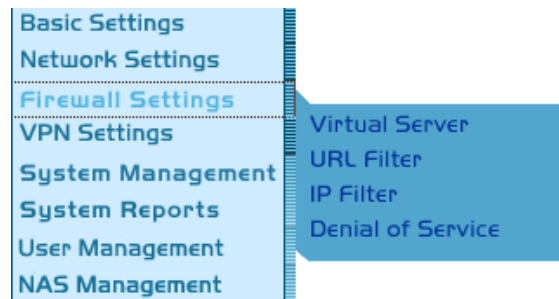 Basic Settings
Network Settings
Firewall Settings
VPN Settings
System Management
System Reports
User Management
NAS Management
Virtual Server
URL Filter
IP Filter
Denial of Service